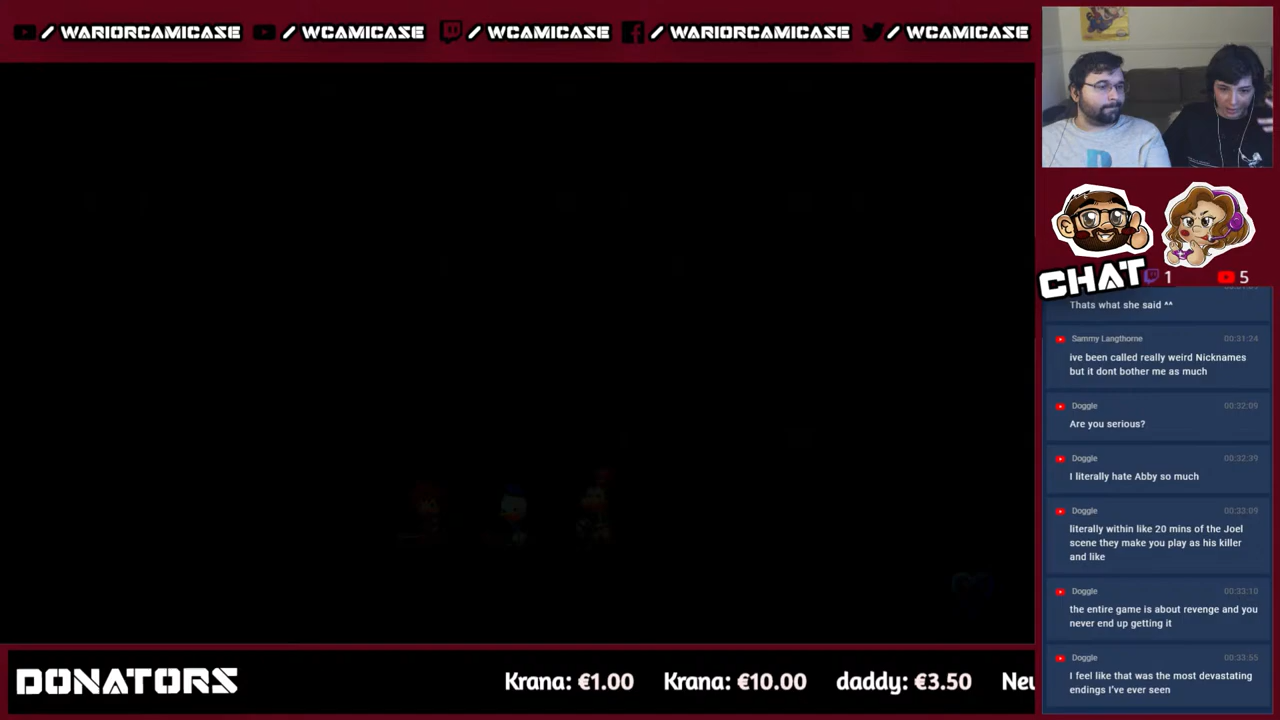 / WARIORCAMICASE / WCAMICASE / WCAMICASE / WARIORCAMICASE / WCAMICASE
CHAT 1 5
Thats what she said ^^
Sammy Langthorne 00:31:24
ive been called really weird Nicknames
but it dont bother me as much
Doggle 00:32:09
Are you serious?
Doggle 00:32:39
I literally hate Abby so much
Doggle 00:33:09
literally within like 20 mins of the Joel
scene they make you play as his killer
and like
Doggle 00:33:10
the entire game is about revenge and you
never end up getting it
Doggle 00:33:55
I feel like that was the most devastating
endings I've ever seen
DONATORS Krana: €1.00 Krana: €10.00 daddy: €3.50